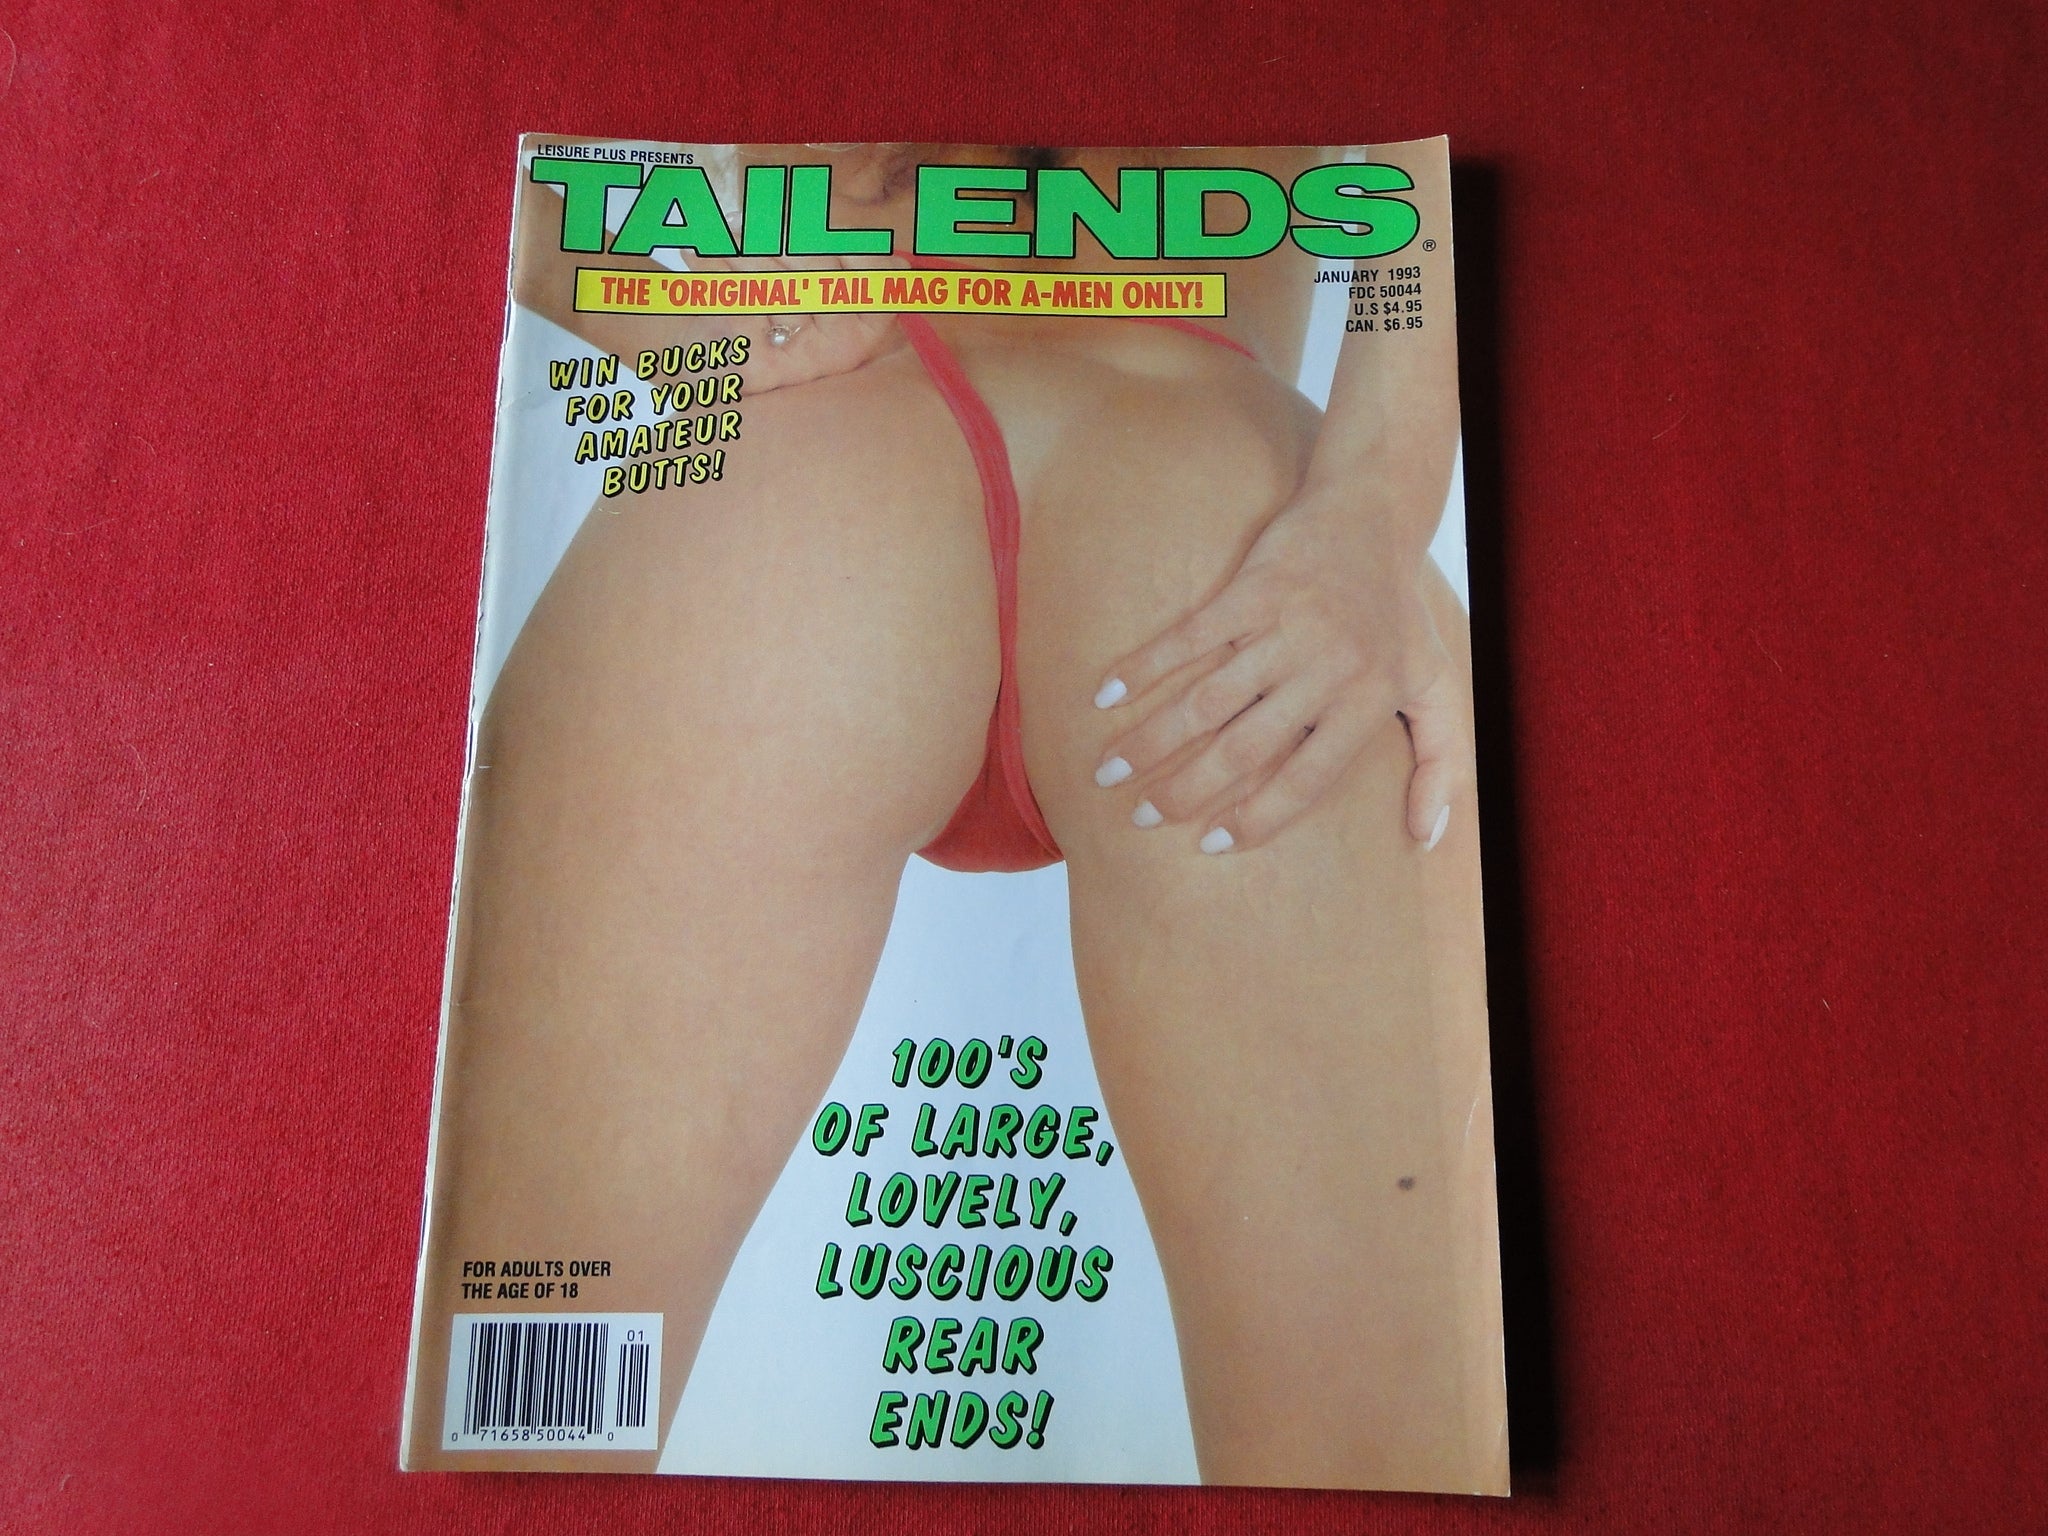 LEISURE PLUS PRESENTS
TAIL ENDS®
THE 'ORIGINAL' TAIL MAG FOR A-MEN ONLY!
JANUARY 1993
FDC 50044
U.S $4.95
CAN. $6.95
WIN BUCKS
FOR YOUR
AMATEUR
BUTTS!
100'S
OF LARGE,
LOVELY,
LUSCIOUS
REAR
ENDS!
FOR ADULTS OVER
THE AGE OF 18
01
0 71658 50044 0